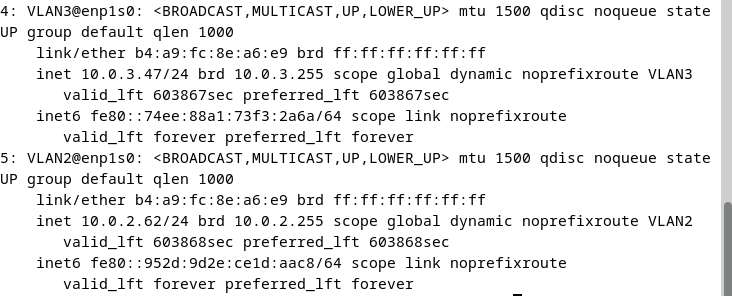 4: VLAN3@enp1s0: <BROADCAST,MULTICAST,UP,LOWER_UP> mtu 1500 qdisc noqueue state
UP group default qlen 1000
    link/ether b4:a9:fc:8e:a6:e9 brd ff:ff:ff:ff:ff:ff
    inet 10.0.3.47/24 brd 10.0.3.255 scope global dynamic noprefixroute VLAN3
       valid_lft 603867sec preferred_lft 603867sec
    inet6 fe80::74ee:88a1:73f3:2a6a/64 scope link noprefixroute
       valid_lft forever preferred_lft forever
5: VLAN2@enp1s0: <BROADCAST,MULTICAST,UP,LOWER_UP> mtu 1500 qdisc noqueue state
UP group default qlen 1000
    link/ether b4:a9:fc:8e:a6:e9 brd ff:ff:ff:ff:ff:ff
    inet 10.0.2.62/24 brd 10.0.2.255 scope global dynamic noprefixroute VLAN2
       valid_lft 603868sec preferred_lft 603868sec
    inet6 fe80::952d:9d2e:ce1d:aac8/64 scope link noprefixroute
       valid_lft forever preferred_lft forever